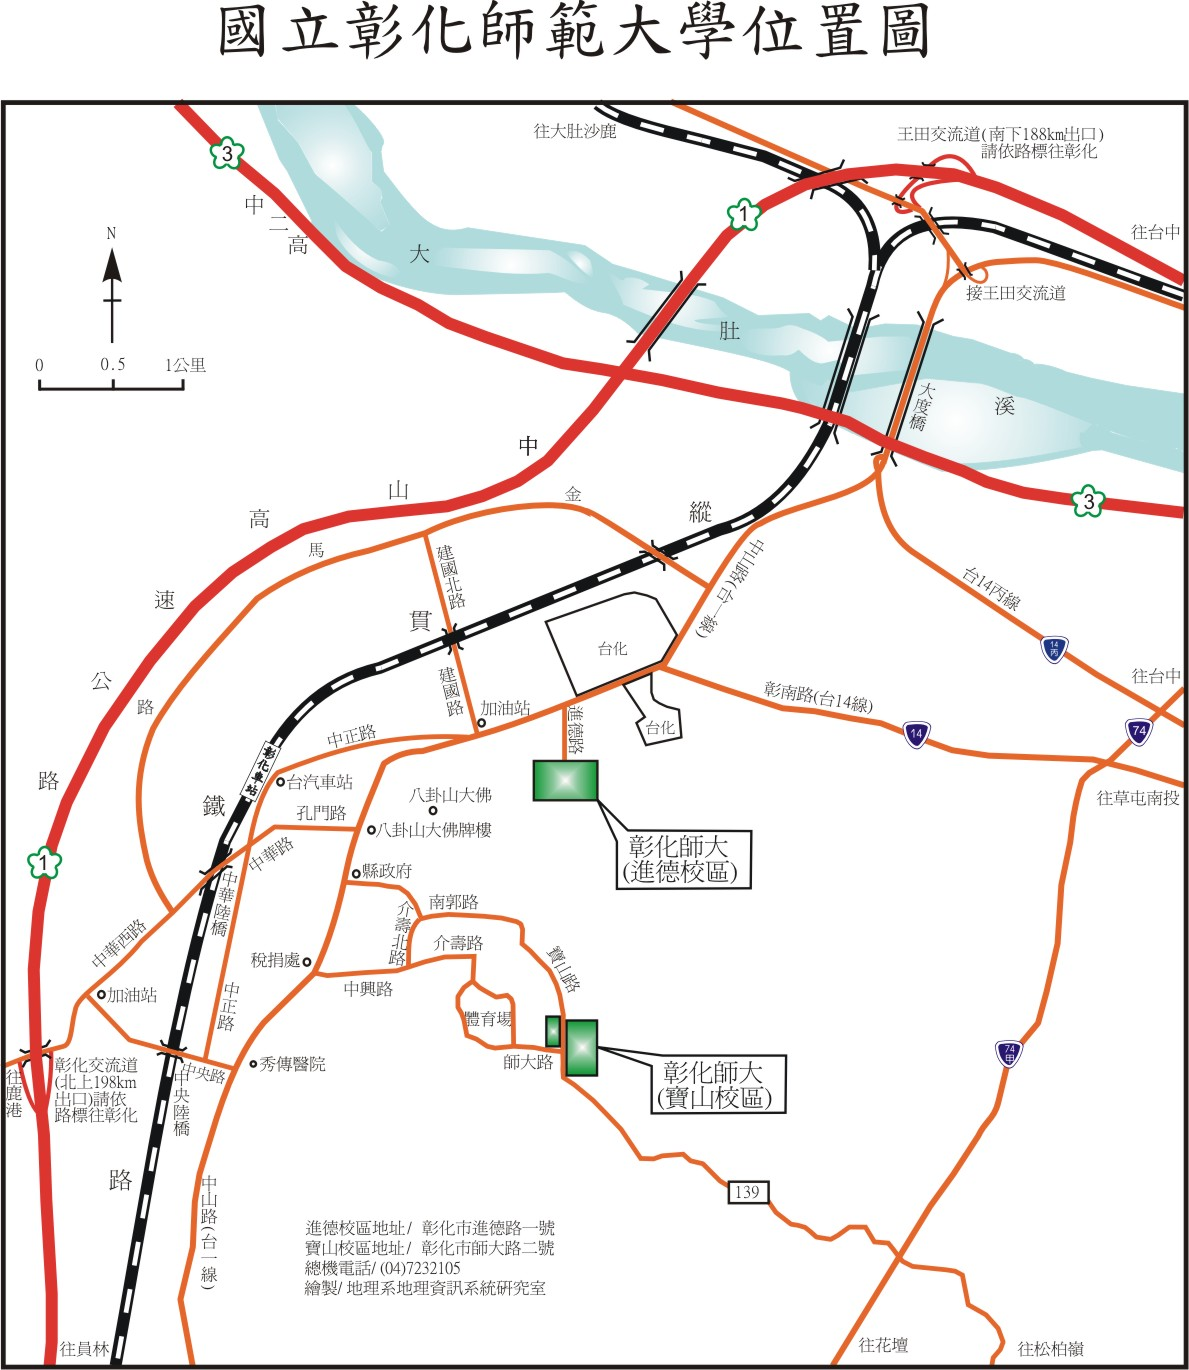 國立彰化師範大學位置圖
往大肚沙鹿
王田交流道(南下188km出口)
請依路標往彰化
3
1
中二高
N
大
往台中
接王田交流道
0 0.5 1公里
肚
大度橋
溪
中
山
高
金
縱
3
馬
建國北路
中正路(台一線)
台14丙線
速
貫
台化
14丙
公
路
建國路
往台中
彰南路(台14線)
加油站
進德路
台化
14
74
中正路
彰化車站
台汽車站
路
鐵
八卦山大佛
往草屯南投
孔門路
八卦山大佛牌樓
1
中華路
彰化師大
(進德校區)
縣政府
中華陸橋
介壽北路
南郭路
中華西路
介壽路
寶山路
稅捐處
中興路
加油站
中正路
體育場
師大路
74甲
彰化交流道
(北上198km
出口)請依
路標往彰化
往鹿港
中央路
中央陸橋
秀傳醫院
彰化師大
(寶山校區)
路
中山路(台一線)
139
進德校區地址/ 彰化市進德路一號
寶山校區地址/ 彰化市師大路二號
總機電話/(04)7232105
繪製/地理系地理資訊系統研究室
往員林
往花壇
往松柏嶺